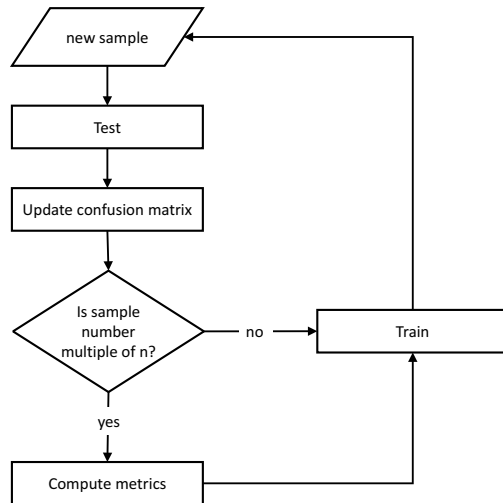 new sample
Test
Update confusion matrix
Is sample
number
multiple of n?
no
Train
yes
Compute metrics